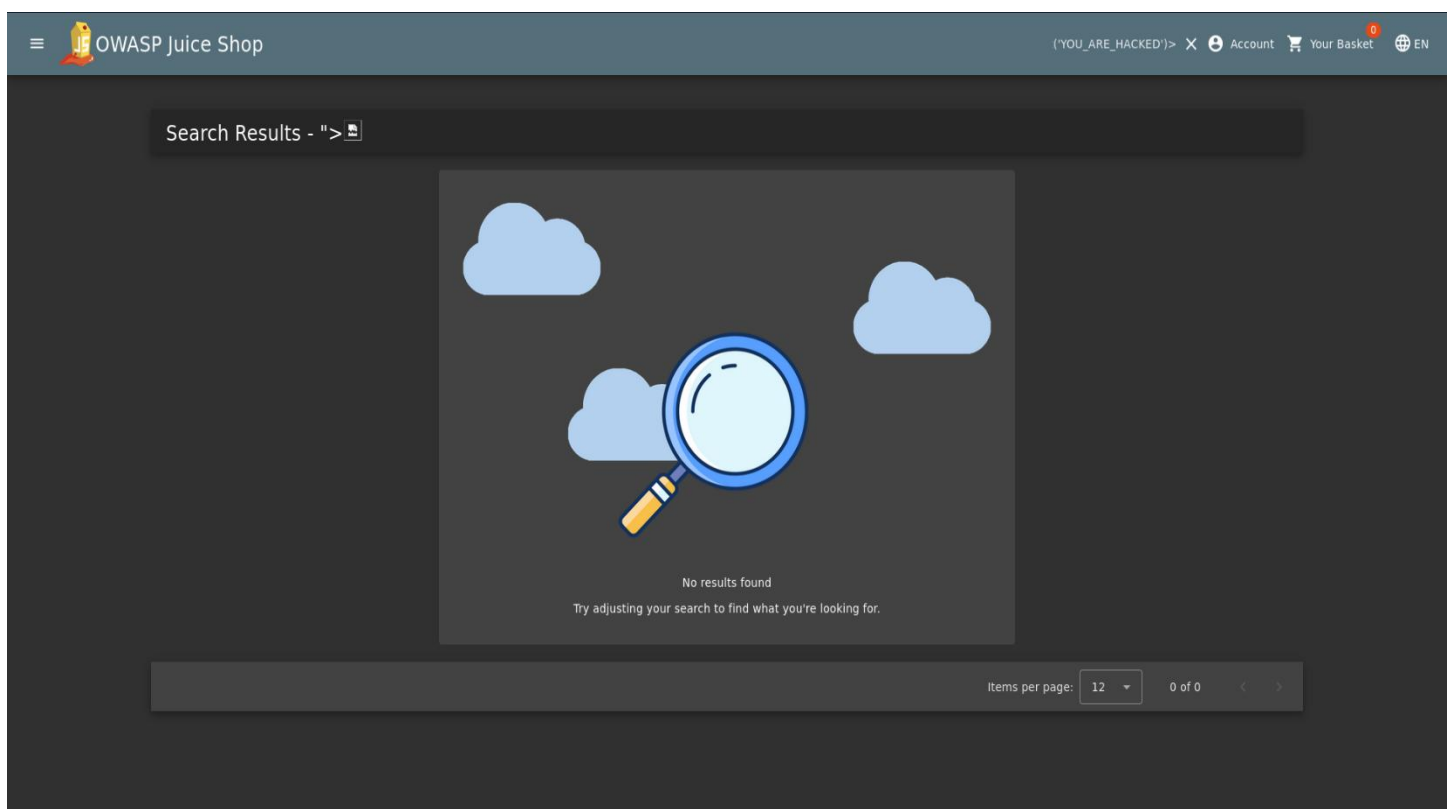 OWASP Juice Shop ('YOU_ARE_HACKED')> Account Your Basket 0 EN
Search Results - ">
No results found
Try adjusting your search to find what you're looking for.
Items per page: 12 0 of 0